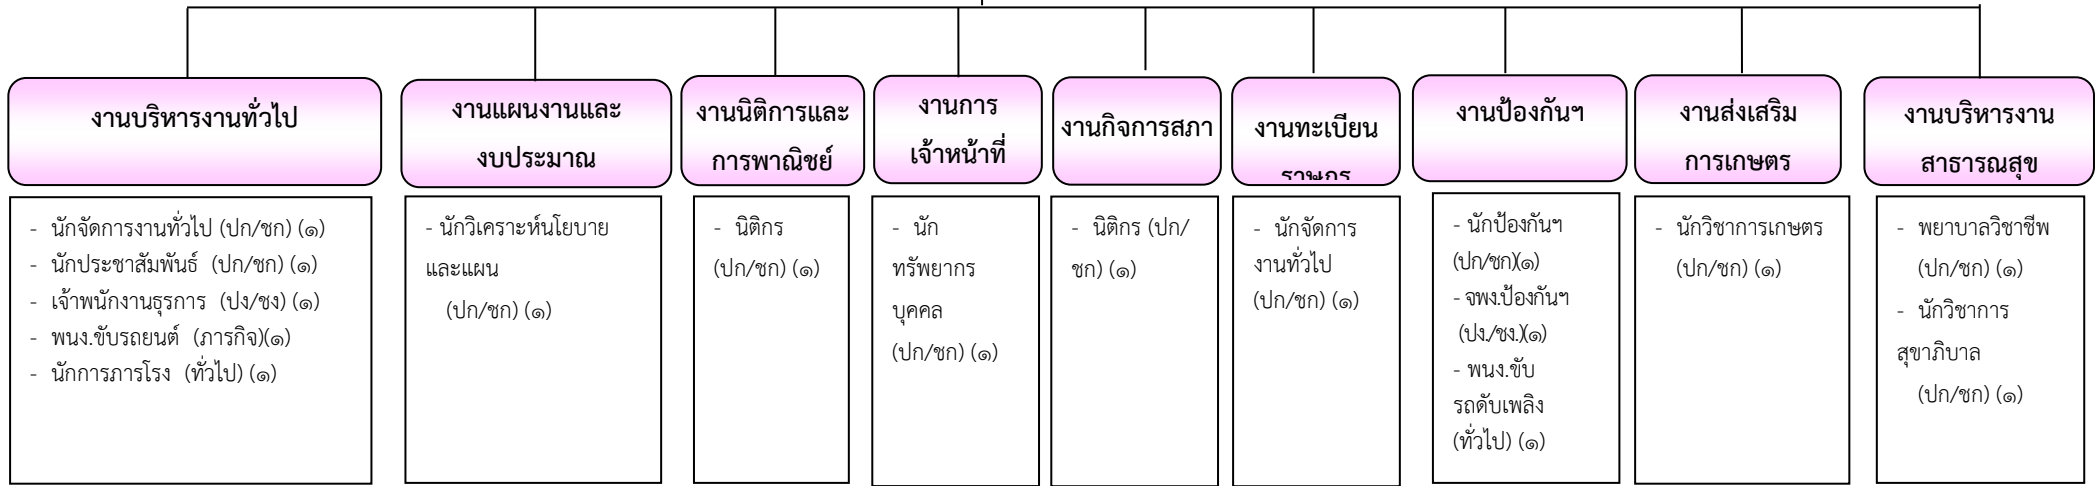 งานบริหารงานทั่วไป
งานแผนงานและ
งบประมาณ
งานนิติการและ
การพาณิชย์
งานการ
เจ้าหน้าที่
งานกิจการสภา
งานทะเบียน
ราษฎร
งานป้องกันฯ
งานส่งเสริม
การเกษตร
งานบริหารงาน
สาธารณสุข
- นักจัดการงานทั่วไป (ปก/ชก) (๑)
- นักประชาสัมพันธ์ (ปก/ชก) (๑)
- เจ้าพนักงานธุรการ (ปง/ชง) (๑)
- พนง.ขับรถยนต์ (ภารกิจ)(๑)
- นักการภารโรง (ทั่วไป) (๑)
- นักวิเคราะห์นโยบาย
และแผน
(ปก/ชก) (๑)
- นิติกร
(ปก/ชก) (๑)
- นัก
ทรัพยากร
บุคคล
(ปก/ชก) (๑)
- นิติกร (ปก/
ชก) (๑)
- นักจัดการ
งานทั่วไป
(ปก/ชก) (๑)
- นักป้องกันฯ
(ปก/ชก)(๑)
- จพง.ป้องกันฯ
(ปง./ชง.)(๑)
- พนง.ขับ
รถดับเพลิง
(ทั่วไป) (๑)
- นักวิชาการเกษตร
(ปก/ชก) (๑)
- พยาบาลวิชาชีพ
(ปก/ชก) (๑)
- นักวิชาการ
สุขาภิบาล
(ปก/ชก) (๑)